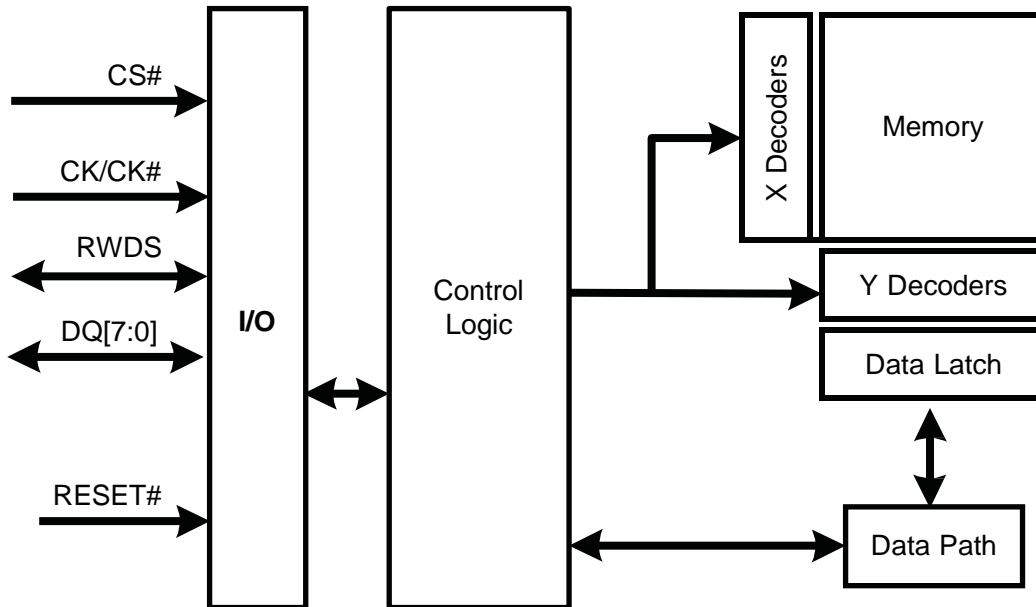 CS#
CK/CK#
RWDS
DQ[7:0]
RESET#
I/O
Control
Logic
X Decoders
Memory
Y Decoders
Data Latch
Data Path